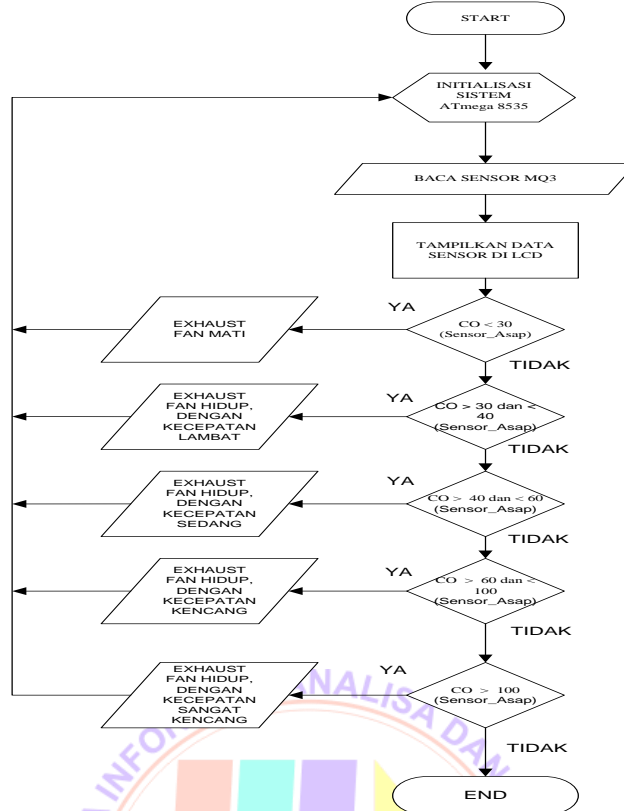 START
INITIALISASI
SISTEM
ATmega 8535
BACA SENSOR MQ3
TAMPILKAN DATA
SENSOR DI LCD
YA
CO < 30
(Sensor_Asap)
EXHAUST
FAN MATI
TIDAK
YA
CO > 30 dan <
40
(Sensor_Asap)
EXHAUST
FAN HIDUP,
DENGAN
KECEPATAN
LAMBAT
TIDAK
YA
CO > 40 dan < 60
(Sensor_Asap)
EXHAUST
FAN HIDUP,
DENGAN
KECEPATAN
SEDANG
TIDAK
YA
CO > 60 dan <
100
(Sensor_Asap)
EXHAUST
FAN HIDUP,
DENGAN
KECEPATAN
KENCANG
TIDAK
YA
CO > 100
(Sensor_Asap)
EXHAUST
FAN HIDUP,
DENGAN
KECEPATAN
SANGAT
KENCANG
TIDAK
END
ANALISA DAN